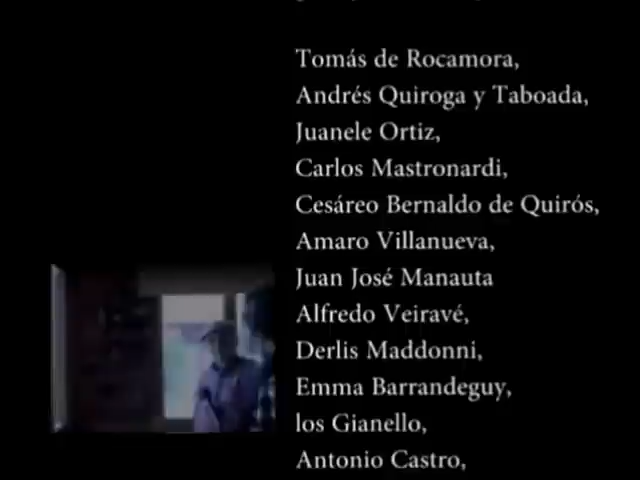 Tomás de Rocamora,
Andrés Quiroga y Taboada,
Juanele Ortiz,
Carlos Mastronardi,
Cesáreo Bernaldo de Quirós,
Amaro Villanueva,
Juan José Manauta
Alfredo Veiravé,
Derlis Maddonni,
Emma Barrandeguy,
los Gianello,
Antonio Castro,